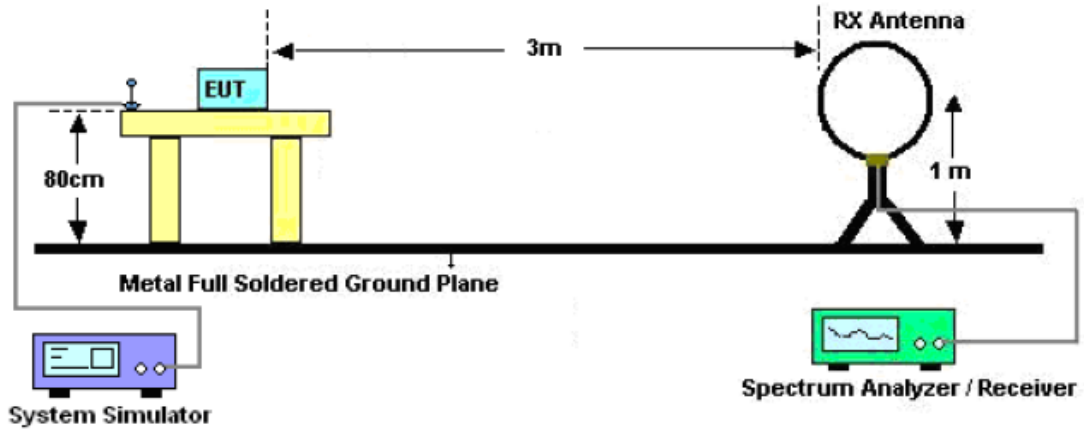 RX Antenna
3m
EUT
80cm
1 m
Metal Full Soldered Ground Plane
System Simulator
Spectrum Analyzer / Receiver